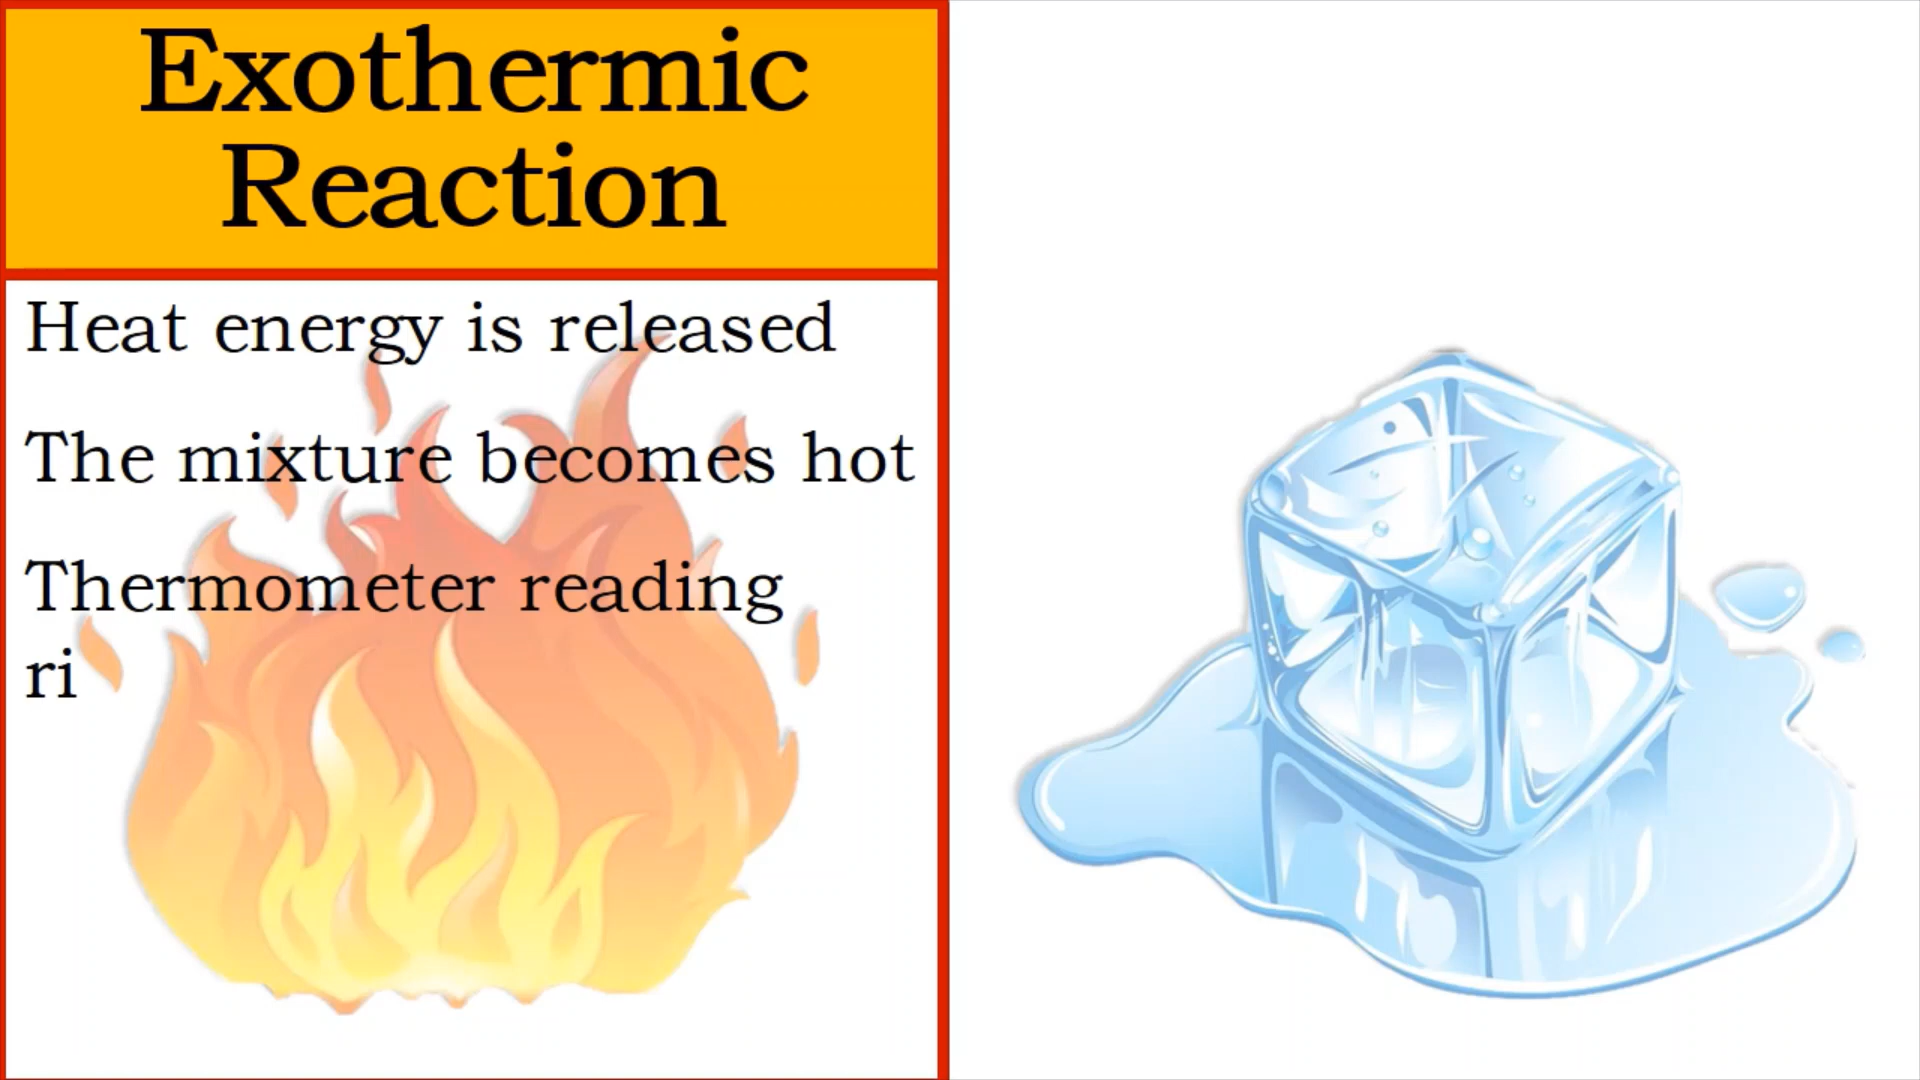 Exothermic
Reaction
Heat energy is released
The mixture becomes hot
Thermometer reading
ri